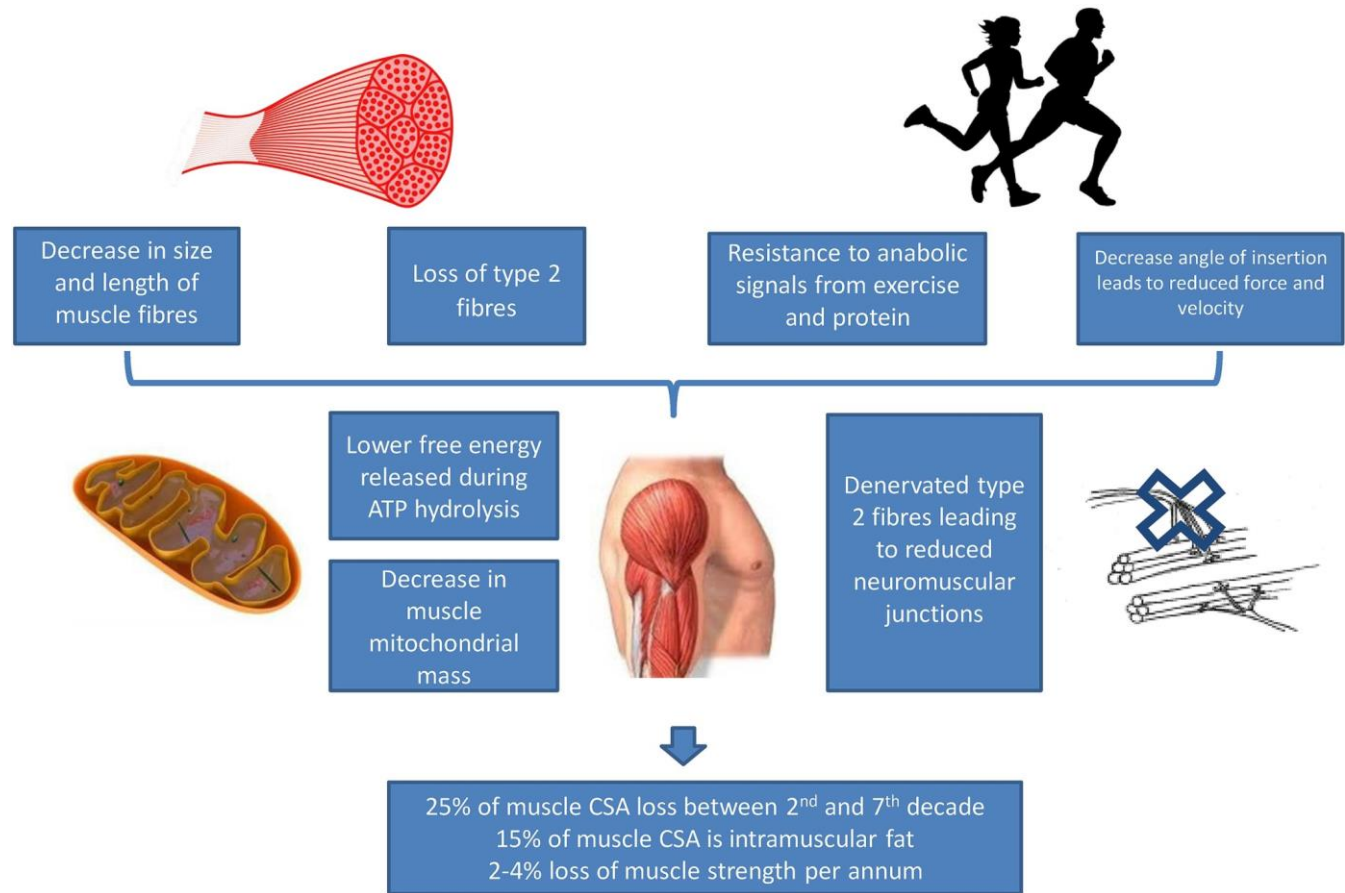 Decrease in size
and length of
muscle fibres
Loss of type 2
fibres
Resistance to anabolic
signals from exercise
and protein
Decrease angle of insertion
leads to reduced force and
velocity
Lower free energy
released during
ATP hydrolysis
Decrease in
muscle
mitochondrial
mass
Denervated type
2 fibres leading
to reduced
neuromuscular
junctions
25% of muscle CSA loss between 2nd and 7th decade
15% of muscle CSA is intramuscular fat
2-4% loss of muscle strength per annum